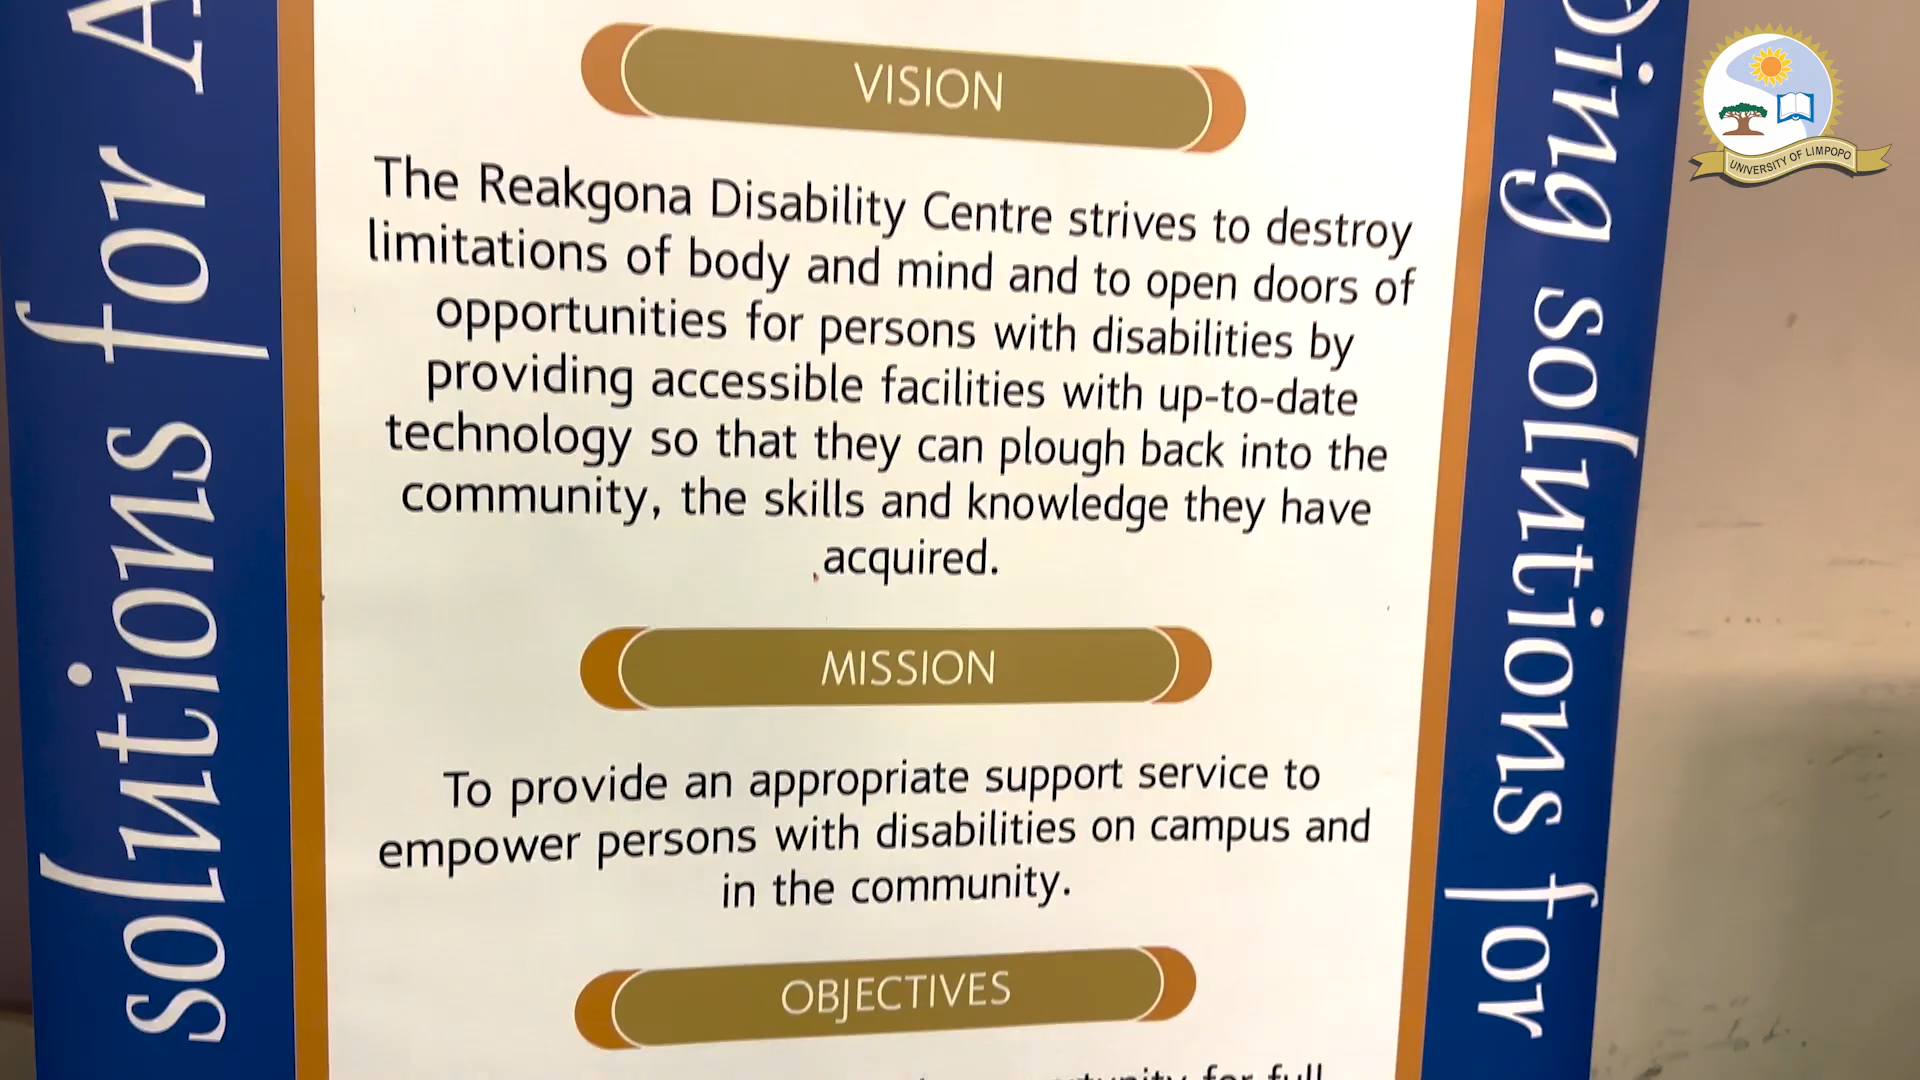 VISION
The Reakgona Disability Centre strives to destroy
limitations of body and mind and to open doors of
opportunities for persons with disabilities by
providing accessible facilities with up-to-date
technology so that they can plough back into the
community, the skills and knowledge they have
acquired.
MISSION
To provide an appropriate support service to
empower persons with disabilities on campus and
in the community.
OBJECTIVES
for full
solutions for
solutions for
UNIVERSITY OF LIMPOPO